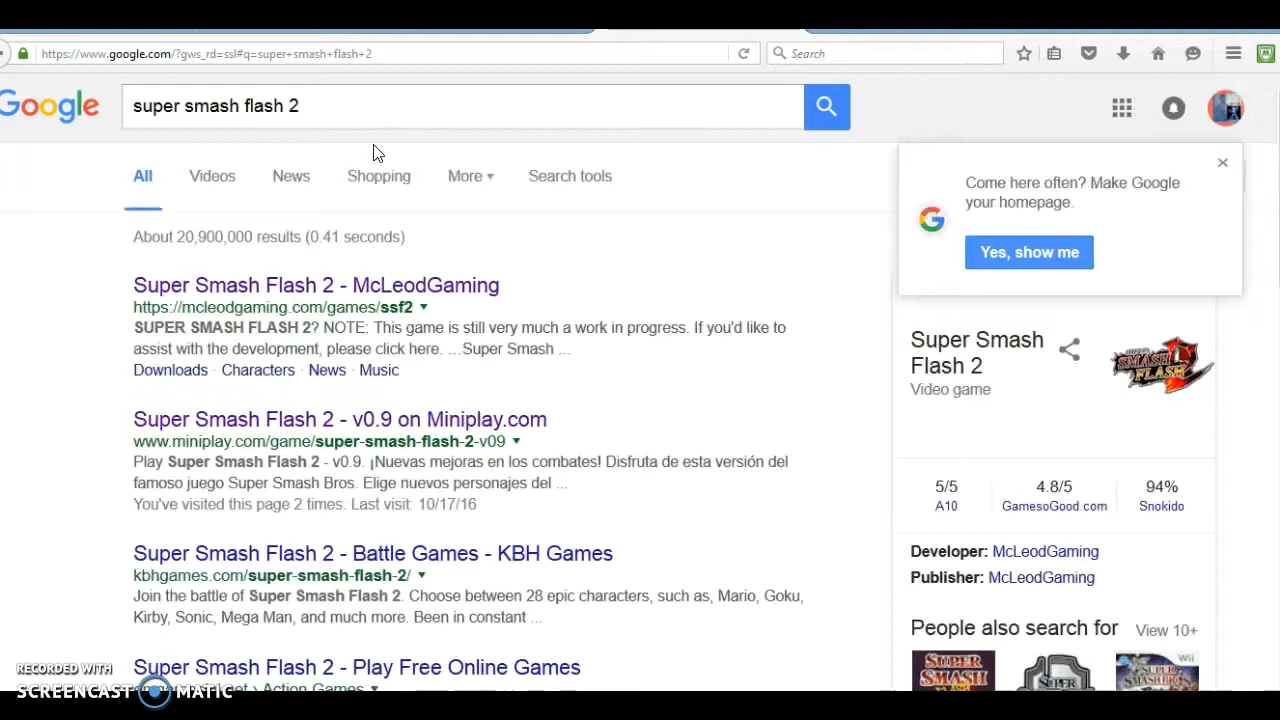 https://www.google.com/?gws_rd=ssl#q=super+smash+flash+2
Search
Google
super smash flash 2
All Videos News Shopping More Search tools
Come here often? Make Google
your homepage.
Yes, show me
About 20,900,000 results (0.41 seconds)
Super Smash Flash 2 - McLeodGaming
https://mcleodgaming.com/games/ssf2
SUPER SMASH FLASH 2? NOTE: This game is still very much a work in progress. If you'd like to
assist with the development, please click here. ...Super Smash ...
Downloads · Characters · News · Music
Super Smash Flash 2 - v0.9 on Miniplay.com
www.miniplay.com/game/super-smash-flash-2-v09
Play Super Smash Flash 2 - v0.9. ¡Nuevas mejoras en los combates! Disfruta de esta versión del
famoso juego Super Smash Bros. Elige nuevos personajes del ...
You've visited this page 2 times. Last visit: 10/17/16
Super Smash Flash 2 - Battle Games - KBH Games
kbhgames.com/super-smash-flash-2/
Join the battle of Super Smash Flash 2. Choose between 28 epic characters, such as, Mario, Goku,
Kirby, Sonic, Mega Man, and much more. Been in constant ...
Super Smash Flash 2 - Play Free Online Games
Action Games
Super Smash
Flash 2
Video game
SUPER
SMASH
FLASH
5/5 4.8/5 94%
A10 GamesoGood.com Snokido
Developer: McLeodGaming
Publisher: McLeodGaming
People also search for View 10+
SUPER
SMASH
Wii
RECORDED WITH
SCREENCAST MATIC